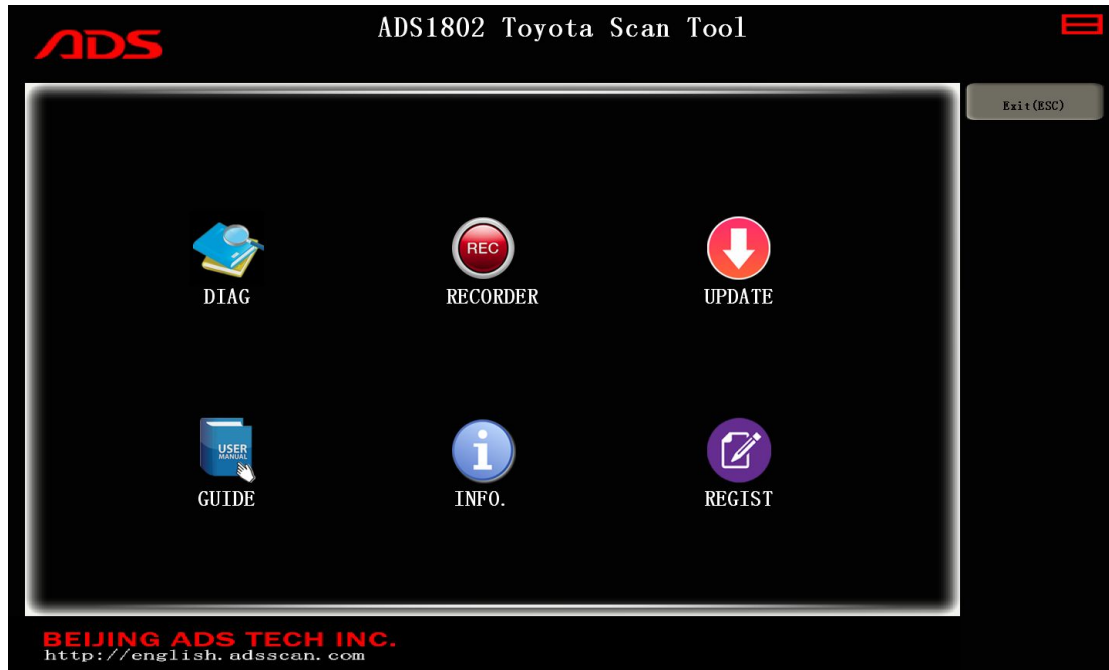 ADS
ADS1802 Toyota Scan Tool
Exit(ESC)
REC
DIAG
RECORDER
UPDATE
USER
MANUAL
GUIDE
INFO.
REGIST
BEIJING ADS TECH INC.
http://english.adsscan.com